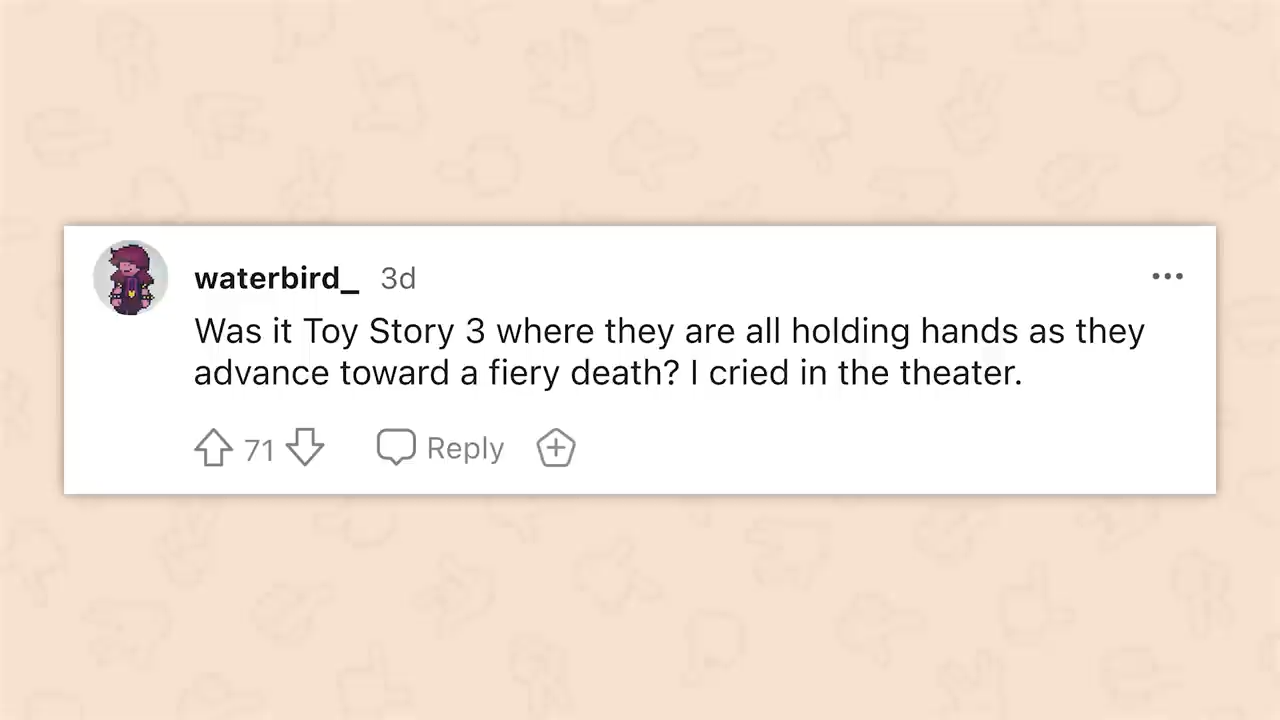 waterbird_ 3d
Was it Toy Story 3 where they are all holding hands as they
advance toward a fiery death? I cried in the theater.
71 Reply